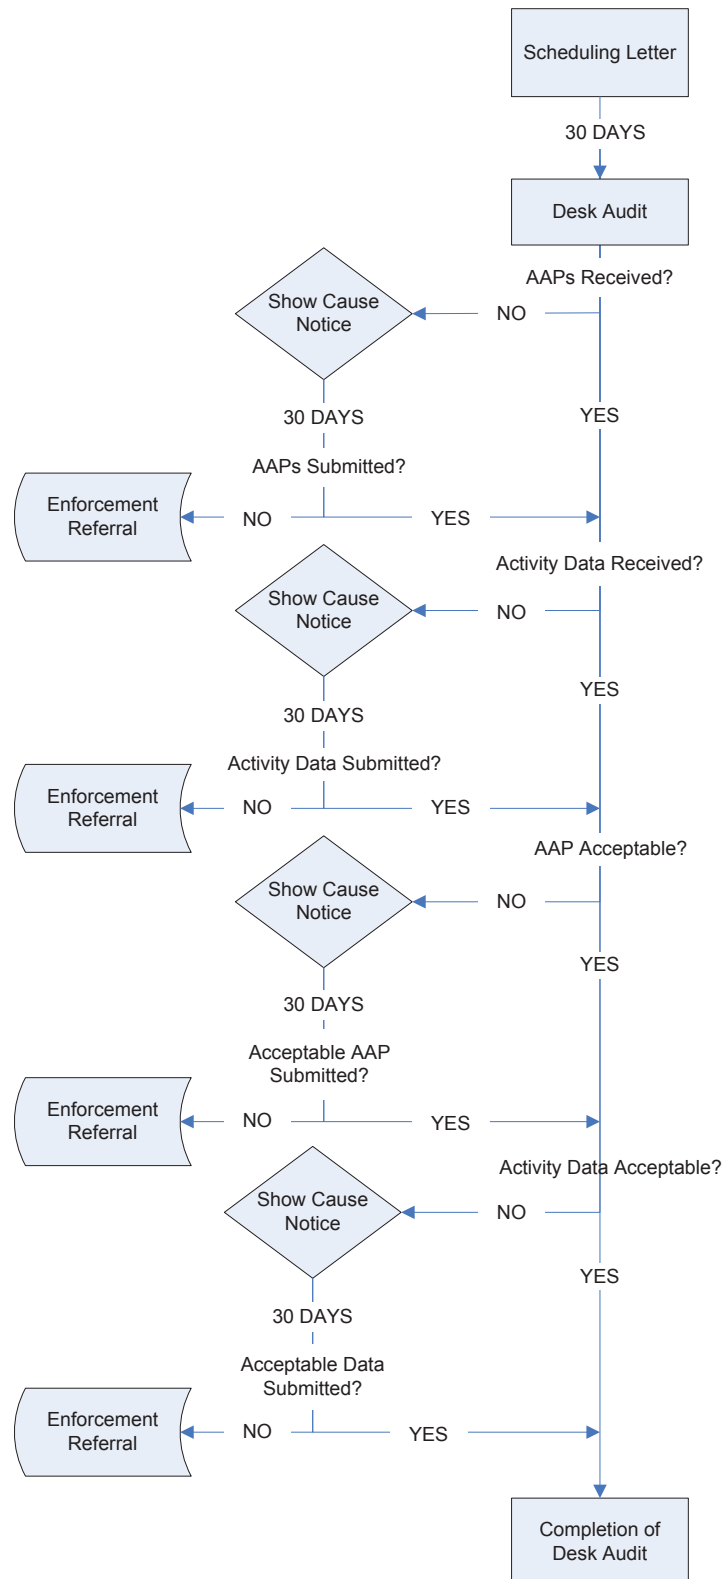 Scheduling Letter
30 DAYS
Desk Audit
AAPs Received?
Show Cause
Notice
NO
30 DAYS
YES
AAPs Submitted?
Enforcement
Referral
NO
YES
Activity Data Received?
Show Cause
Notice
NO
YES
30 DAYS
Activity Data Submitted?
Enforcement
Referral
NO
YES
AAP Acceptable?
Show Cause
Notice
NO
YES
30 DAYS
Acceptable AAP
Submitted?
Enforcement
Referral
NO
YES
Activity Data Acceptable?
Show Cause
Notice
NO
YES
30 DAYS
Acceptable Data
Submitted?
Enforcement
Referral
NO
YES
Completion of
Desk Audit